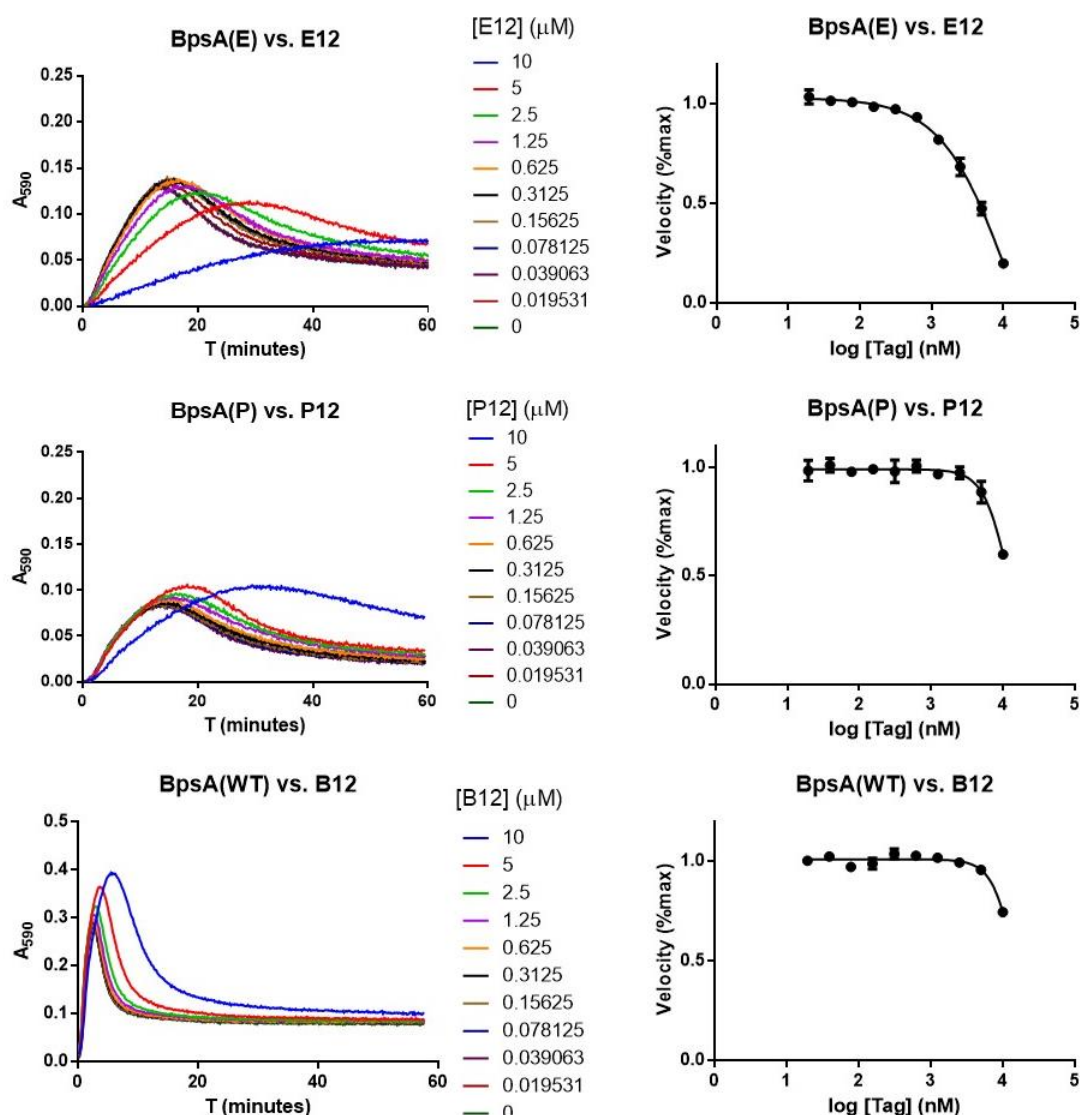 BpsA(E) vs. E12
0.25
0.20
0.15
0.10
0.05
0.00
A590
0 20 40 60
T (minutes)
[E12] (μM)
10
5
2.5
1.25
0.625
0.3125
0.15625
0.078125
0.039063
0.019531
0
BpsA(E) vs. E12
1.0
0.5
0.0
Velocity (%max)
0 1 2 3 4 5
log [Tag] (nM)
BpsA(P) vs. P12
0.25
0.20
0.15
0.10
0.05
0.00
A590
0 20 40 60
T (minutes)
[P12] (μM)
10
5
2.5
1.25
0.625
0.3125
0.15625
0.078125
0.039063
0.019531
0
BpsA(P) vs. P12
1.0
0.5
0.0
Velocity (%max)
0 1 2 3 4 5
log [Tag] (nM)
BpsA(WT) vs. B12
0.5
0.4
0.3
0.2
0.1
0.0
A590
0 20 40 60
T (minutes)
[B12] (μM)
10
5
2.5
1.25
0.625
0.3125
0.15625
0.078125
0.039063
0.019531
0
BpsA(WT) vs. B12
1.0
0.5
0.0
Velocity (%max)
0 1 2 3 4 5
log [Tag] (nM)